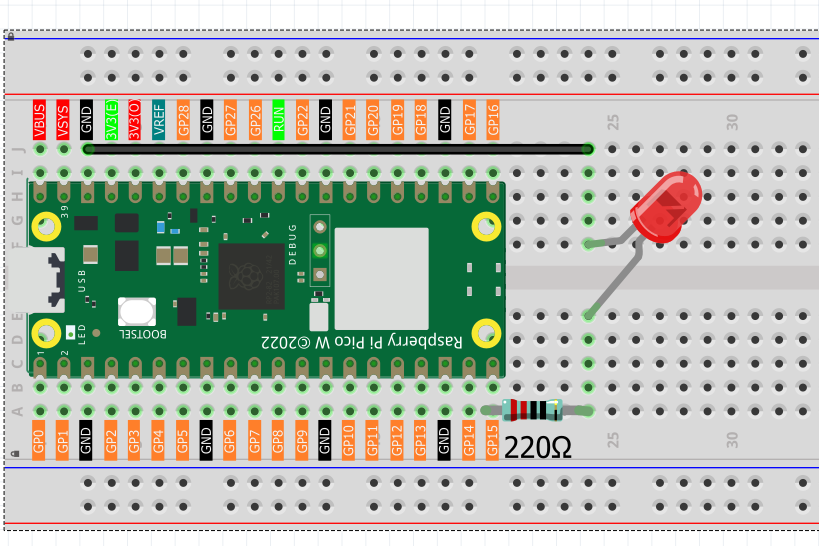 VBUS VSYS GND 3V3(E) 3V3(O) VREF GP28 GND GP27 GP26 RUN GP22 GND GP21 GP20 GP19 GP18 GND GP17 GP16
25 30
J
I
H
G
F
39
DEBUG
USB
E
D
C
B
A
LED
BOOTSEL
Raspberry Pi Pico W ©2022
1 2
GP0 GP1 GND GP2 GP3 GP4 GP5 GND GP6 GP7 GP8 GP9 GND GP10 GP11 GP12 GP13 GND GP14 GP15
220Ω
25 30